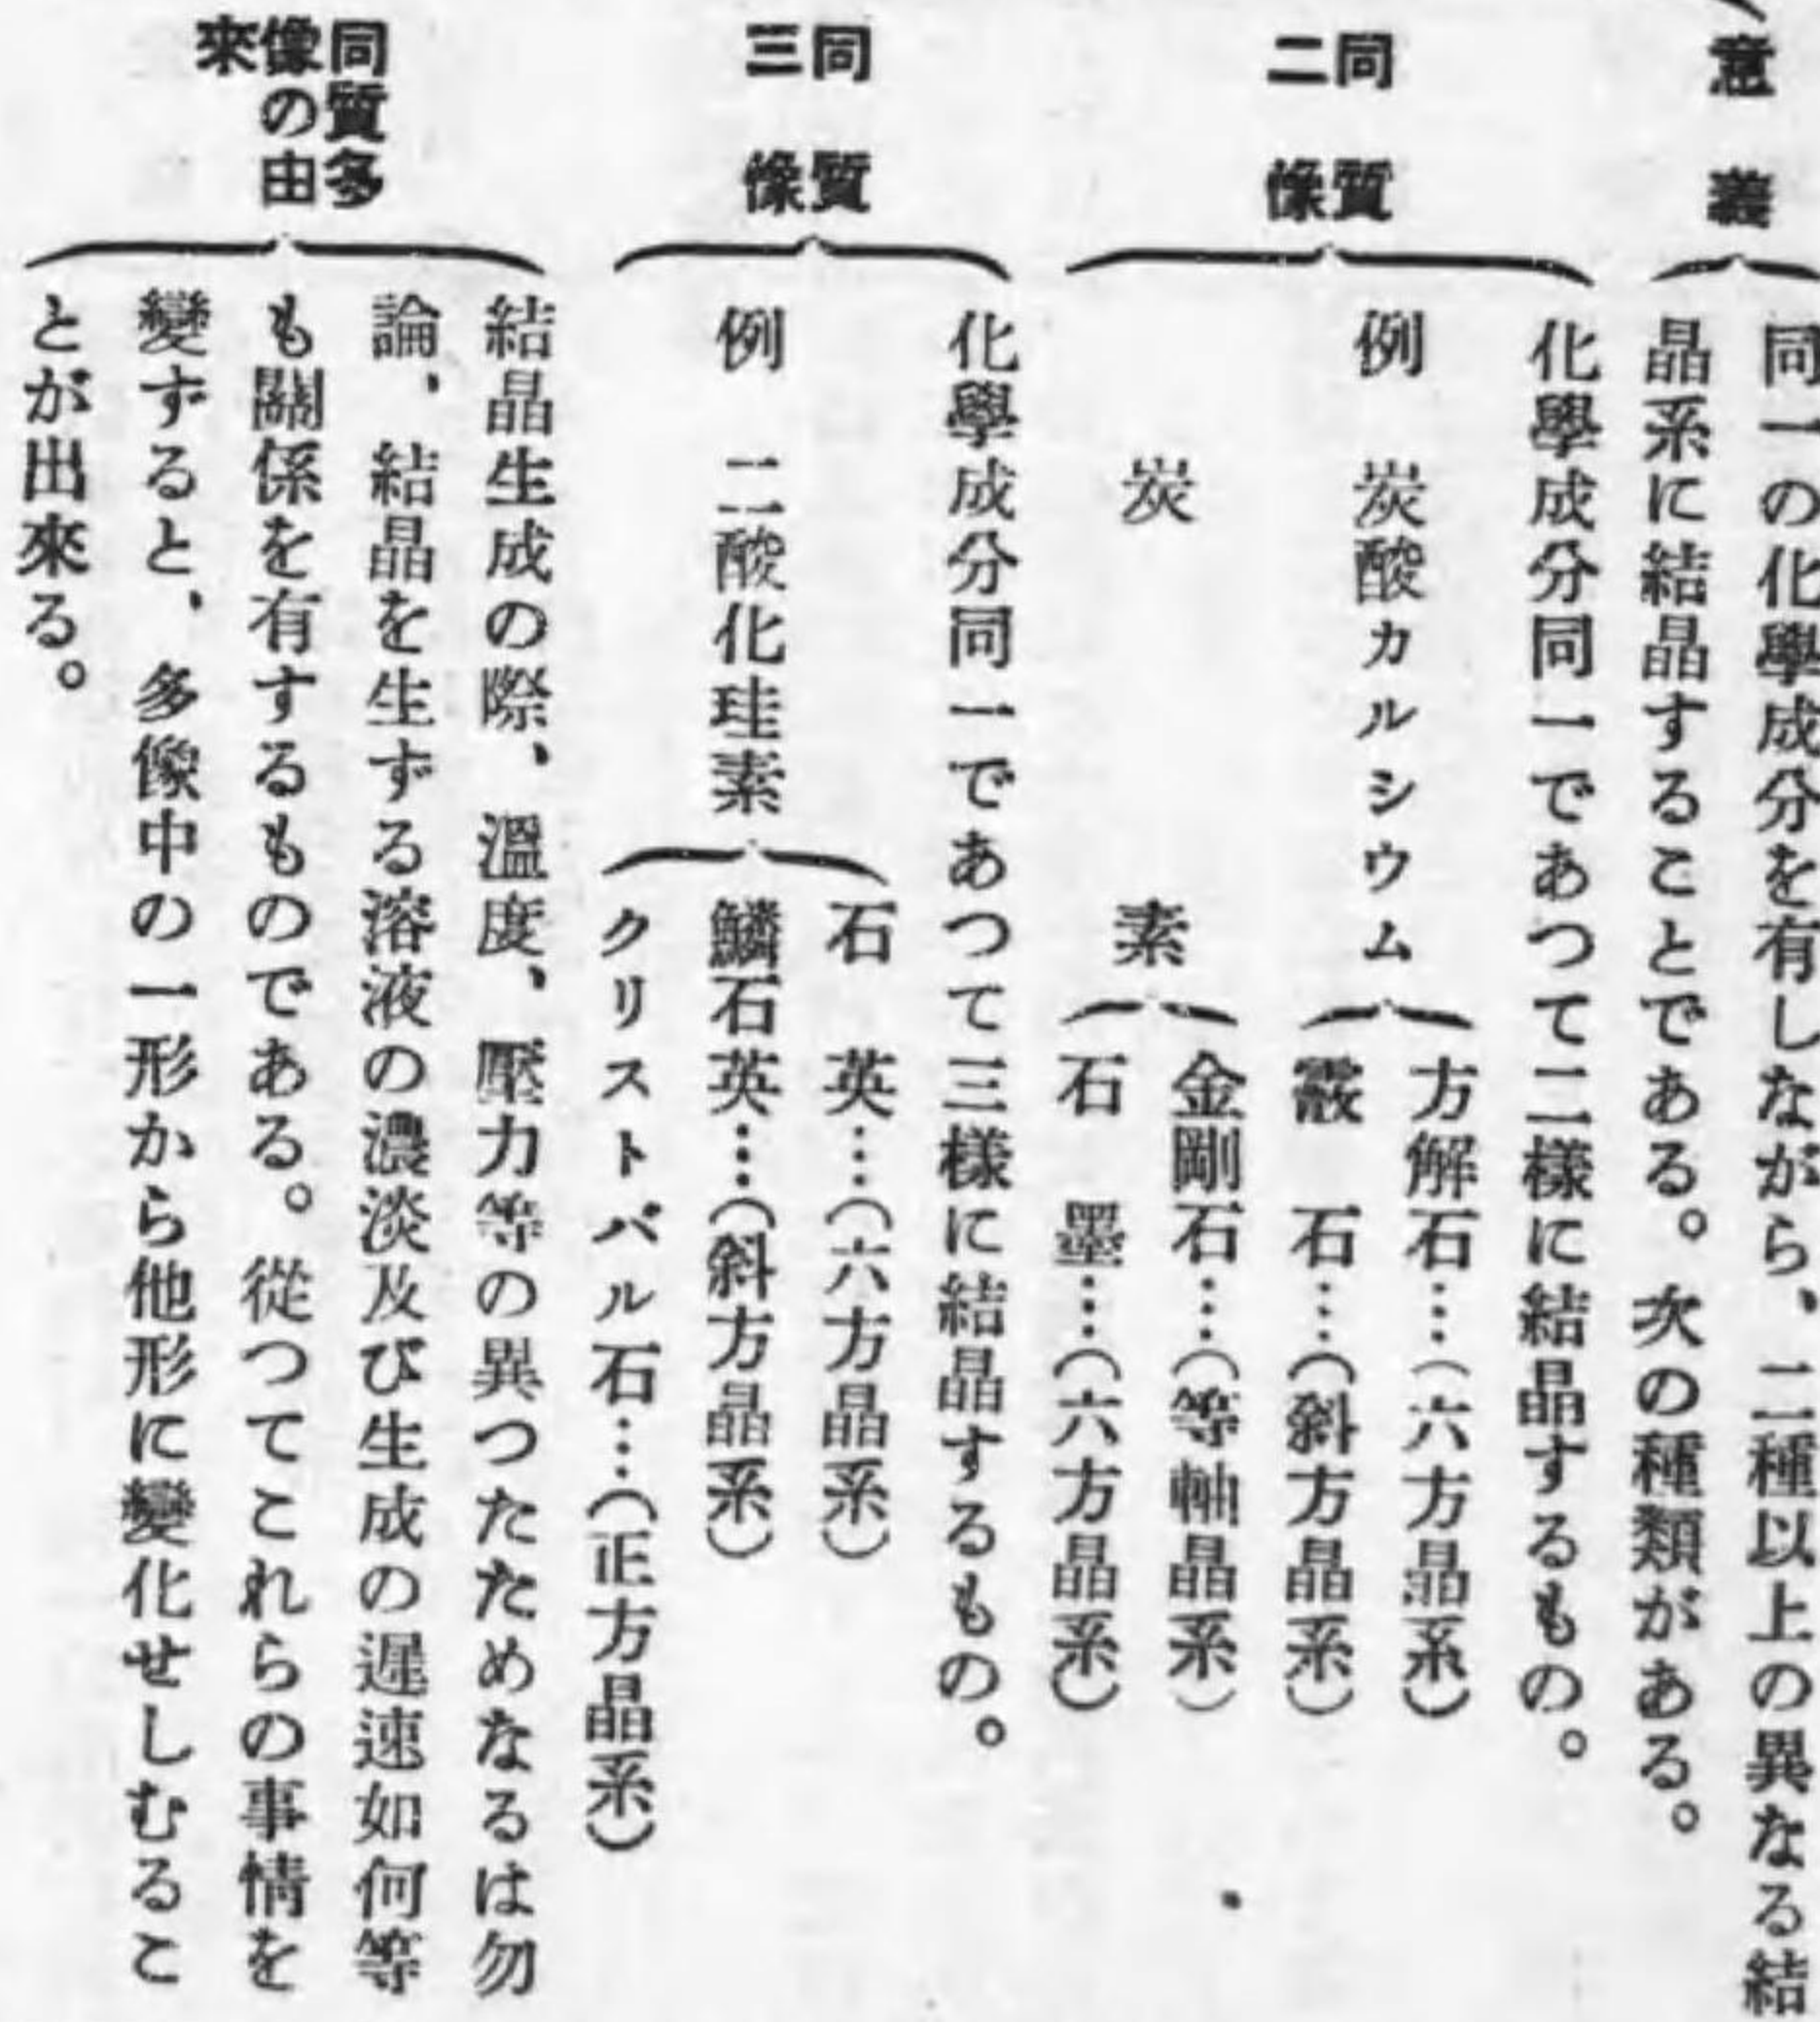 意義
同一の化學成分を有しながら、二種以上の異なる結
晶系に結晶することである。次の種類がある。
同質
二像
化學成分同一であつて二樣に結晶するもの。
例 炭酸カルシウム
方解石…(六方晶系)
霰石…(斜方晶系)
炭素
金剛石…(等軸晶系)
石墨…(六方晶系)
同質
三像
化學成分同一であつて三樣に結晶するもの。
例 二酸化珪素
石英…(六方晶系)
鱗石英…(斜方晶系)
クリストバル石…(正方晶系)
同質多
像の由
來
結晶生成の際、溫度、壓力等の異つたためなるは勿
論、結晶を生ずる溶液の濃淡及び生成の遲速如何等
も關係を有するものである。從つてこれらの事情を
變ずると、多像中の一形から他形に變化せしむるこ
とが出來る。